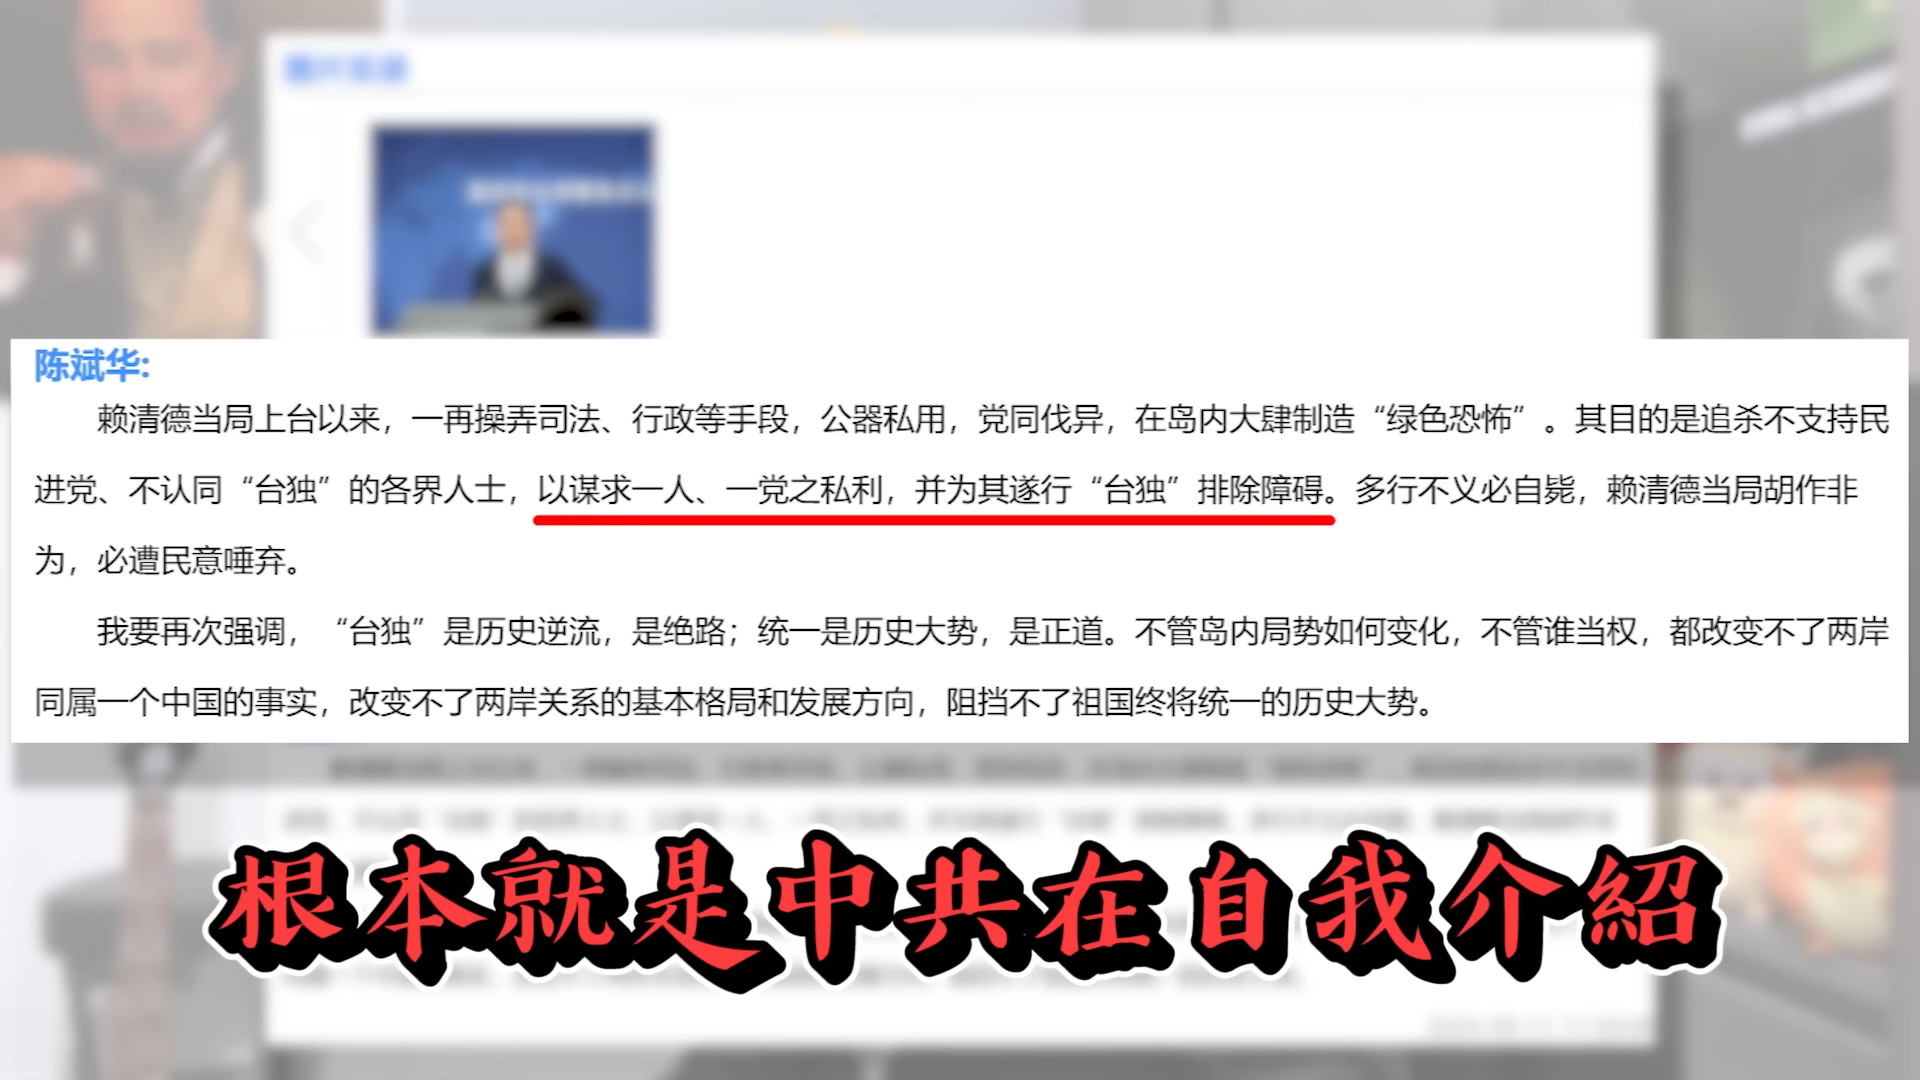 陈斌华:
赖清德当局上台以来，一再操弄司法、行政等手段，公器私用，党同伐异，在岛内大肆制造“绿色恐怖”。其目的是追杀不支持民
进党、不认同“台独”的各界人士，以谋求一人、一党之私利，并为其遂行“台独”排除障碍。多行不义必自毙，赖清德当局胡作非
为，必遭民意唾弃。
我要再次强调，“台独”是历史逆流，是绝路；统一是历史大势，是正道。不管岛内局势如何变化，不管谁当权，都改变不了两岸
同属一个中国的事实，改变不了两岸关系的基本格局和发展方向，阻挡不了祖国终将统一的历史大势。
根本就是中共在自我介紹